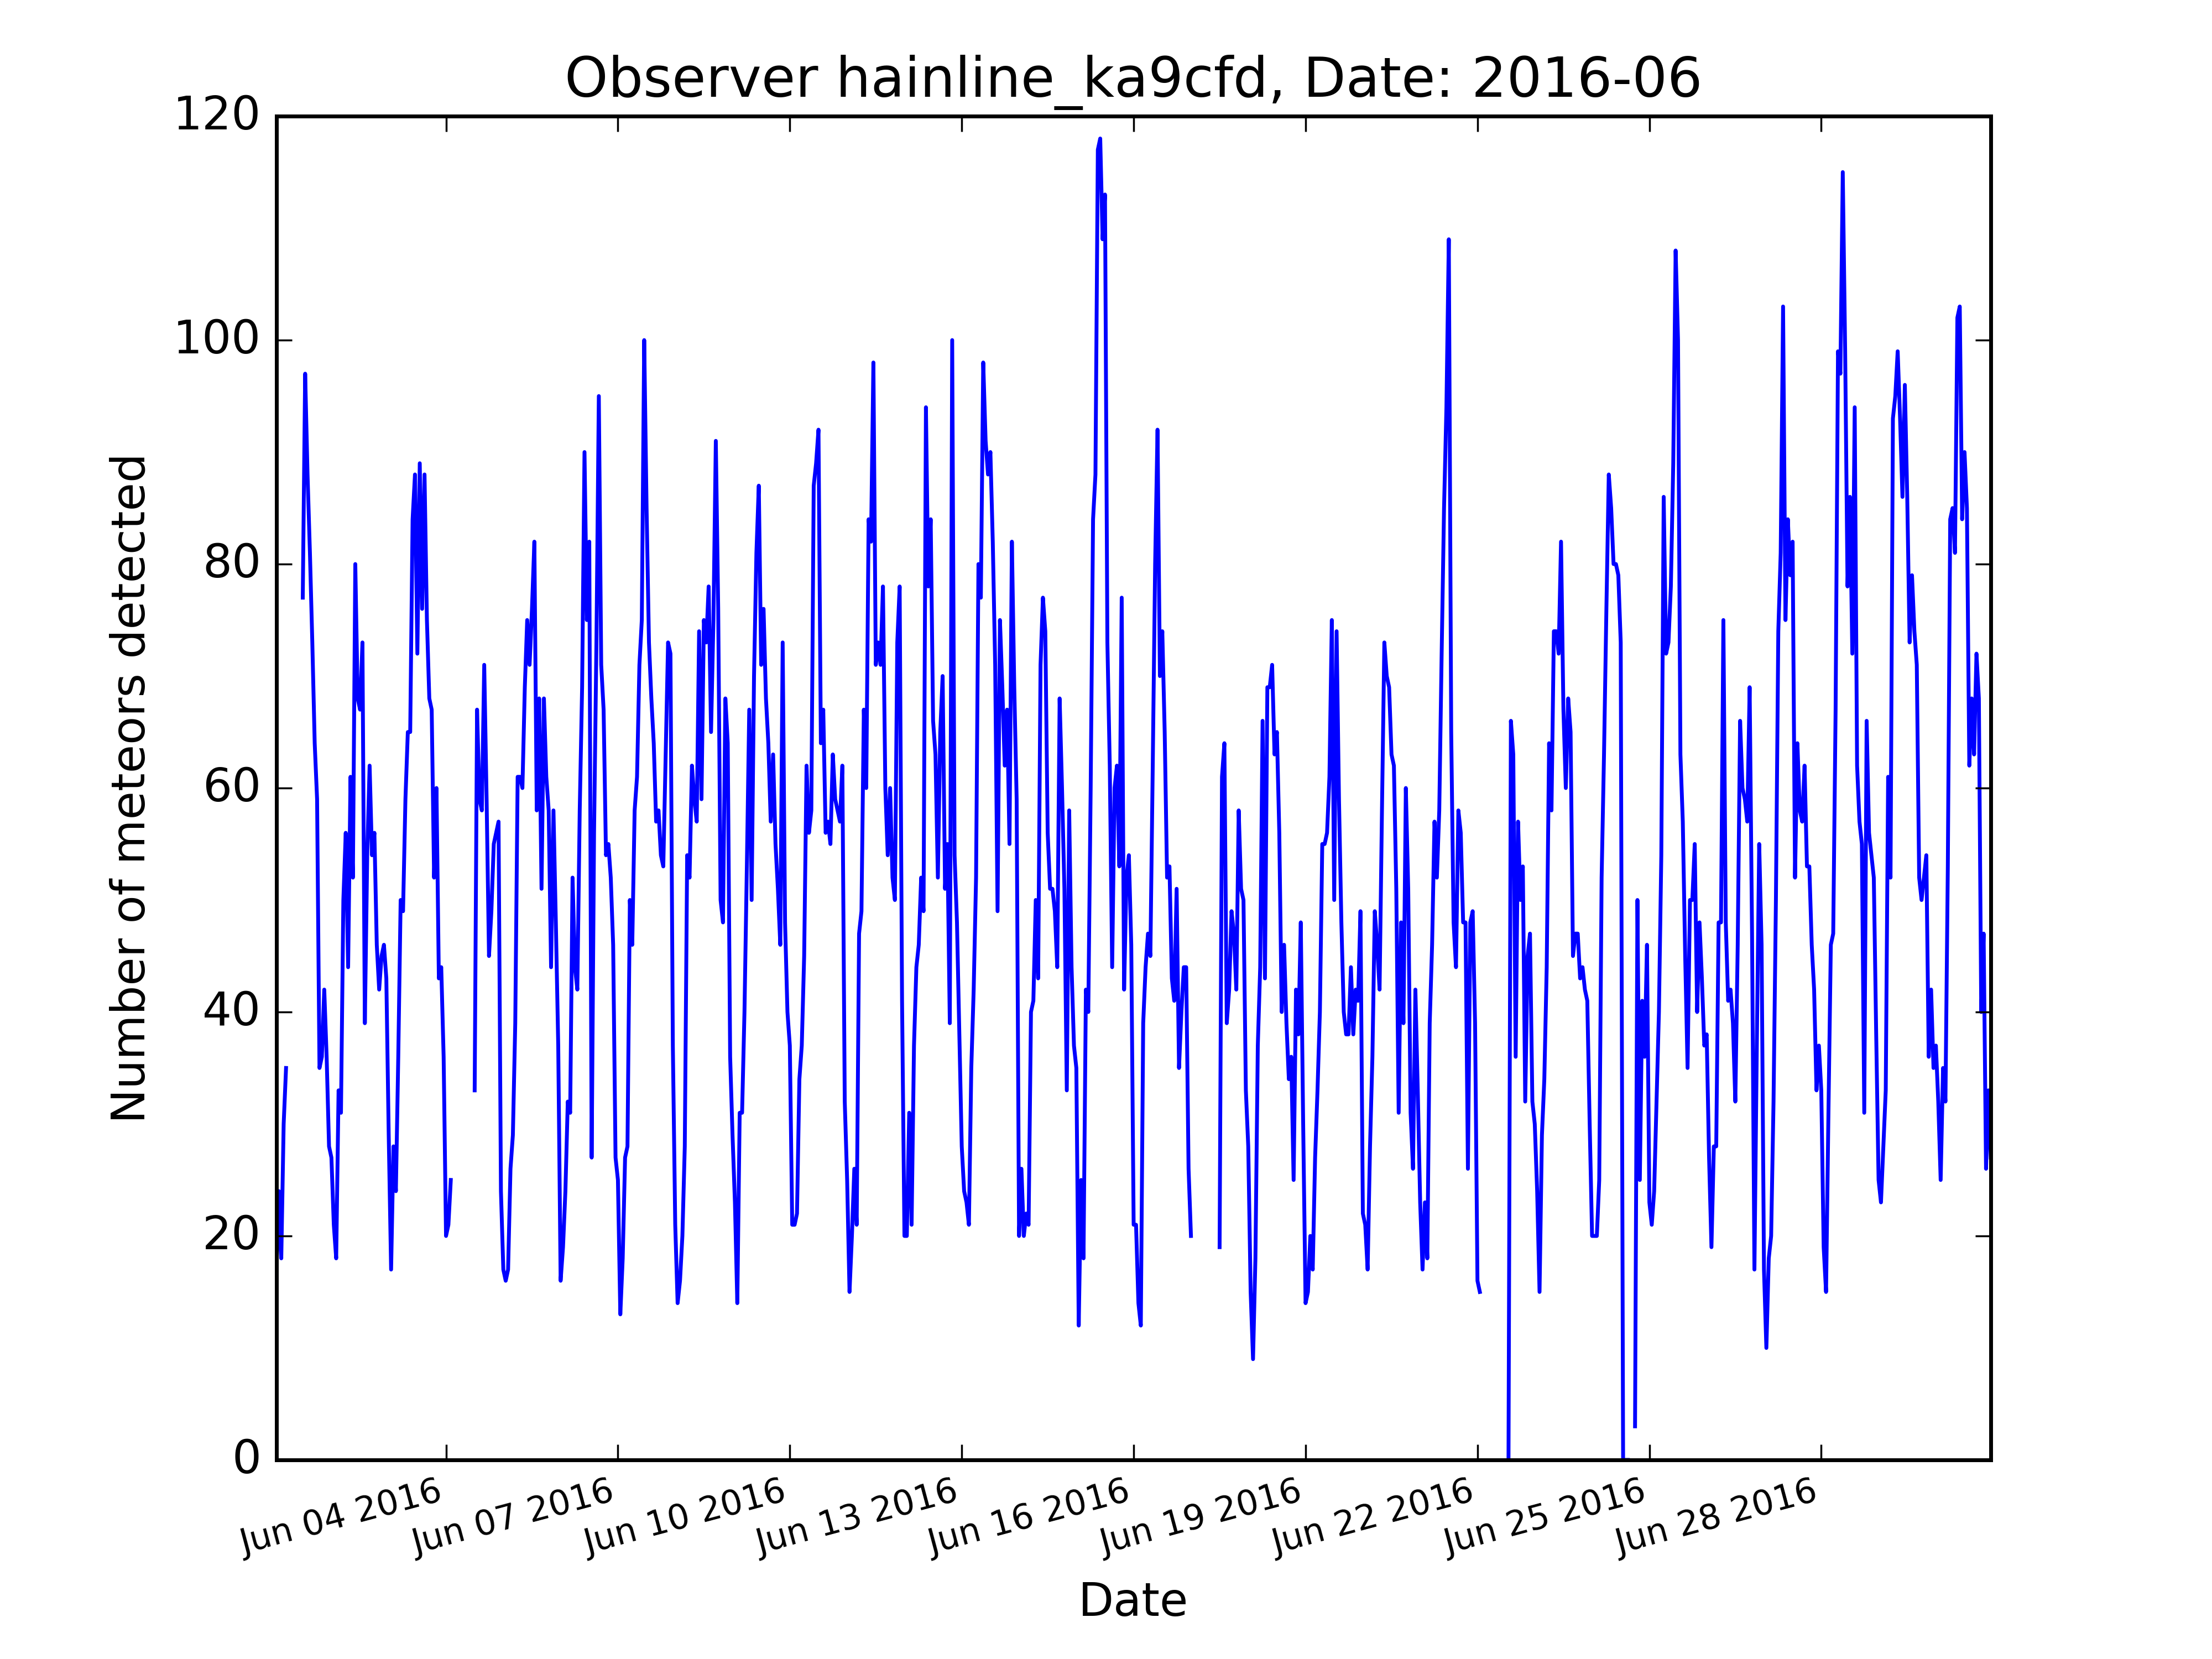 Observer hainline_ka9cfd, Date: 2016-06
120
100
80
60
40
20
0
Number of meteors detected
Jun 04 2016
Jun 07 2016
Jun 10 2016
Jun 13 2016
Jun 16 2016
Jun 19 2016
Jun 22 2016
Jun 25 2016
Jun 28 2016
Date